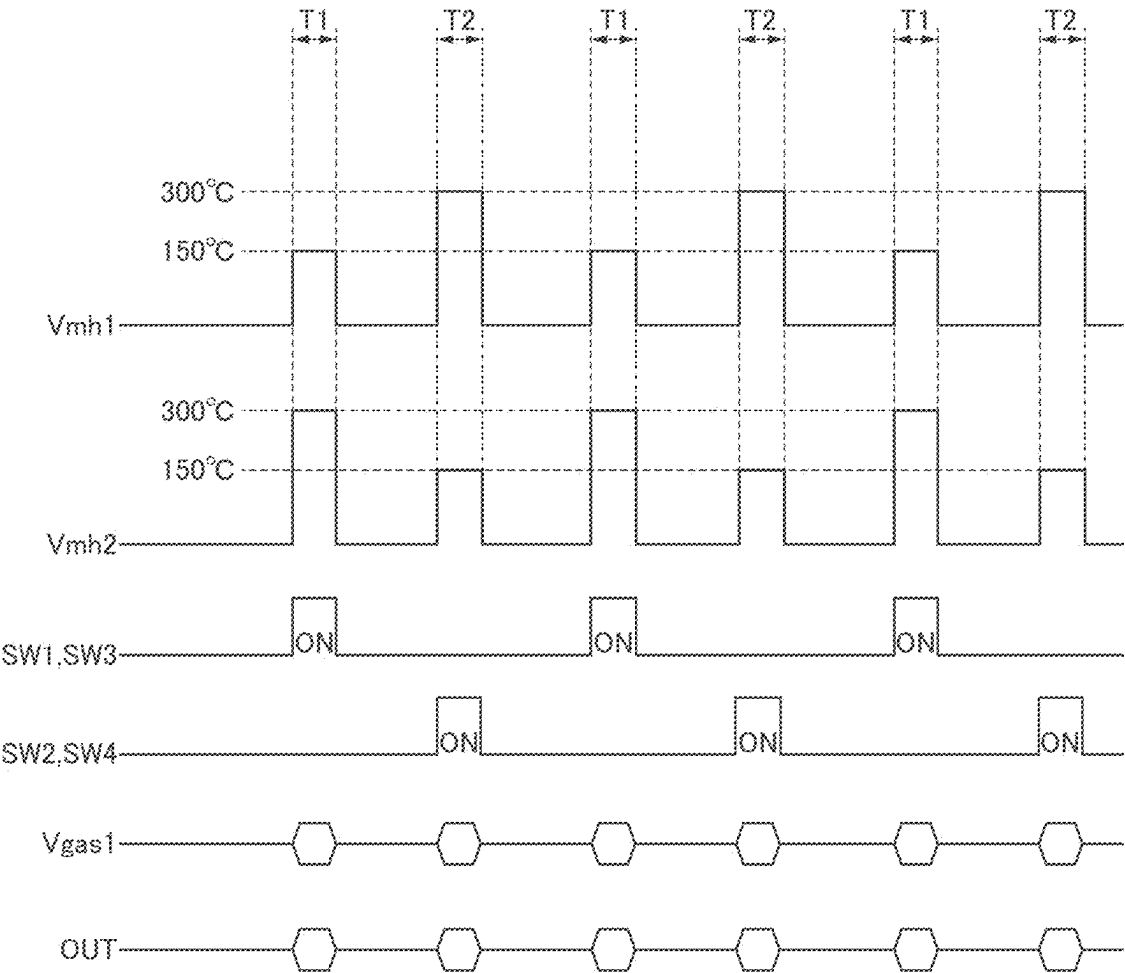 T1 T2 T1 T2 T1 T2
300°C
150°C
Vmh1
300°C
150°C
Vmh2
ON ON ON
SW1,SW3
ON ON ON
SW2,SW4
Vgas1
OUT